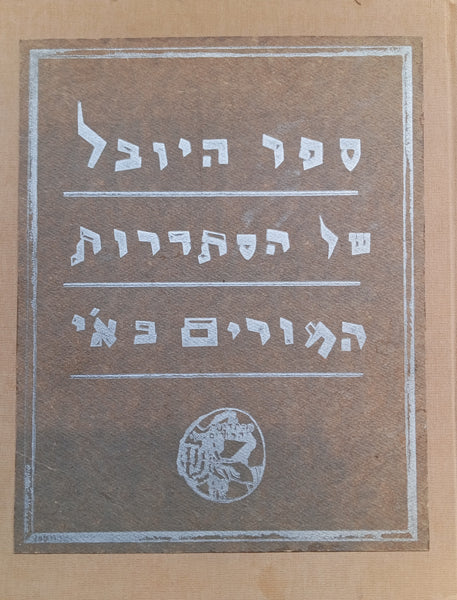 ספר היובל
של הסתדרות
המורים בא"י